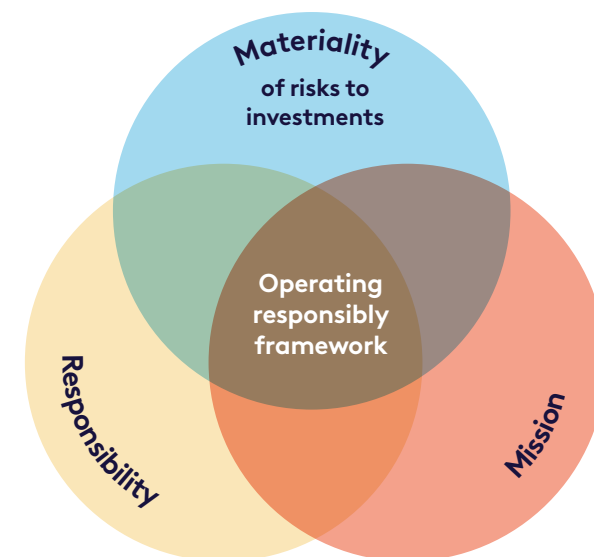 Materiality
of risks to
investments
Operating
responsibly
framework
Responsibility
Mission